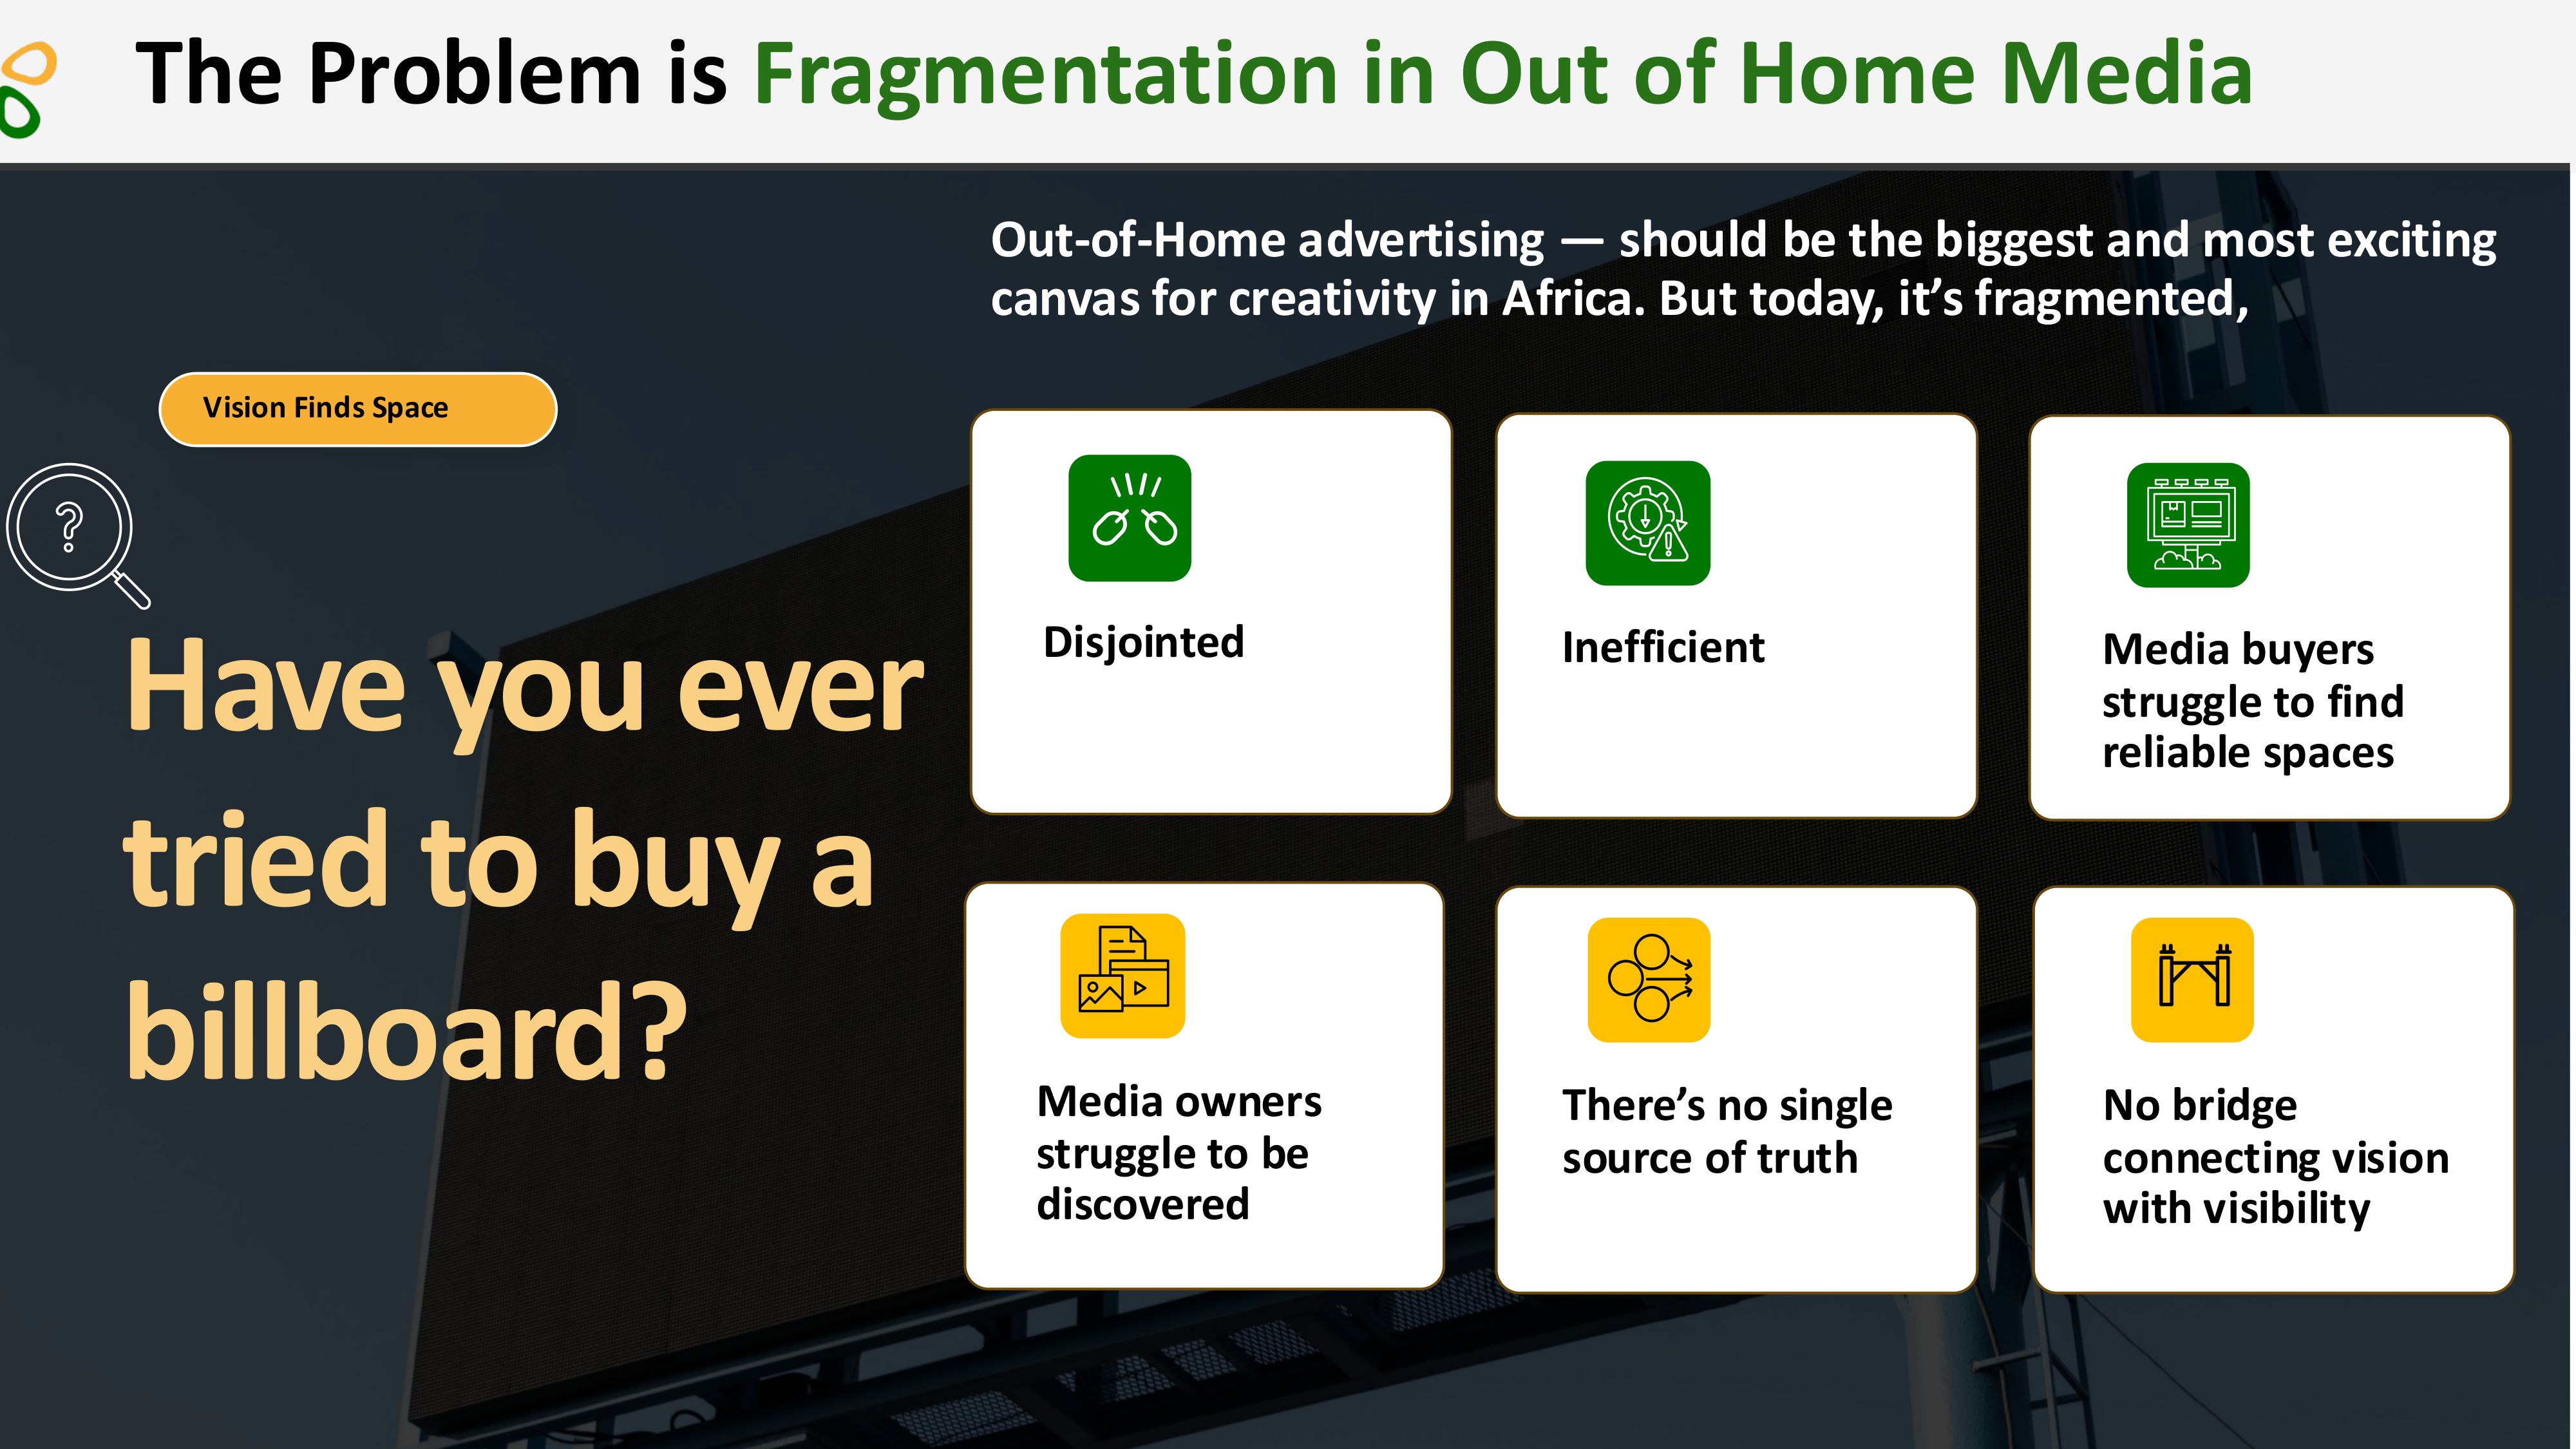 The Problem is Fragmentation in Out of Home Media
Out-of-Home advertising — should be the biggest and most exciting
canvas for creativity in Africa. But today, it’s fragmented,
Vision Finds Space
?
Have you ever
tried to buy a
billboard?
Disjointed
Inefficient
Media buyers
struggle to find
reliable spaces
Media owners
struggle to be
discovered
There’s no single
source of truth
No bridge
connecting vision
with visibility